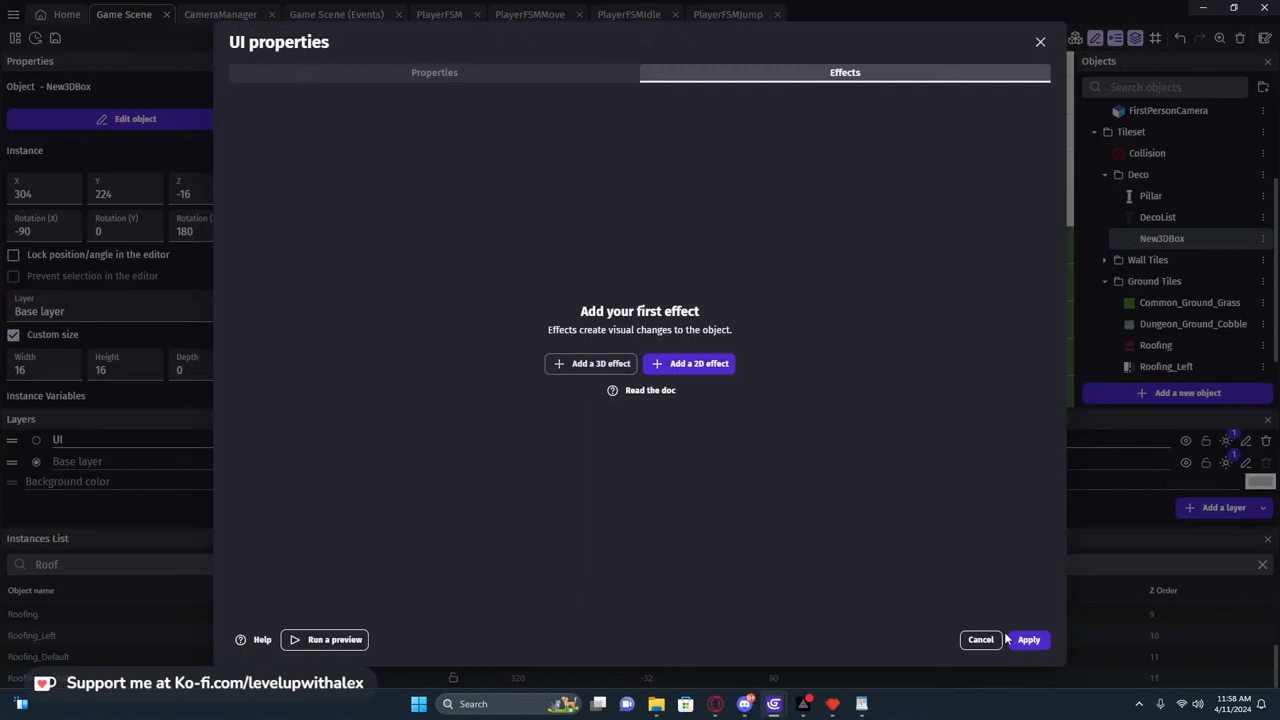 Home
Game Scene
CameraManager
Game Scene (Events)
PlayerFSM
PlayerFSMMove
PlayerFSMIdle
PlayerFSMJump
Properties
Object - New3DBox
Edit object
Instance
X
304
Y
224
Z
-16
Rotation (X)
-90
Rotation (Y)
0
Rotation (
180
Lock position/angle in the editor
Prevent selection in the editor
Layer
Base layer
Custom size
Width
16
Height
16
Depth
0
Instance Variables
Layers
UI
Base layer
Background color
Instances List
Roof
Object name
Roofing
Roofing_Left
Roofing_Default
UI properties
Properties
Effects
Add your first effect
Effects create visual changes to the object.
Add a 3D effect
Add a 2D effect
Read the doc
Help
Run a preview
Cancel
Apply
Objects
Search objects
FirstPersonCamera
Tileset
Collision
Deco
Pillar
DecoList
New3DBox
Wall Tiles
Ground Tiles
Common_Ground_Grass
Dungeon_Ground_Cobble
Roofing
Roofing_Left
Add a new object
1
1
Add a layer
Z Order
9
10
11
320
-32
90
11
Support me at Ko-fi.com/levelupwithalex
Search
11:58 AM
4/11/2024